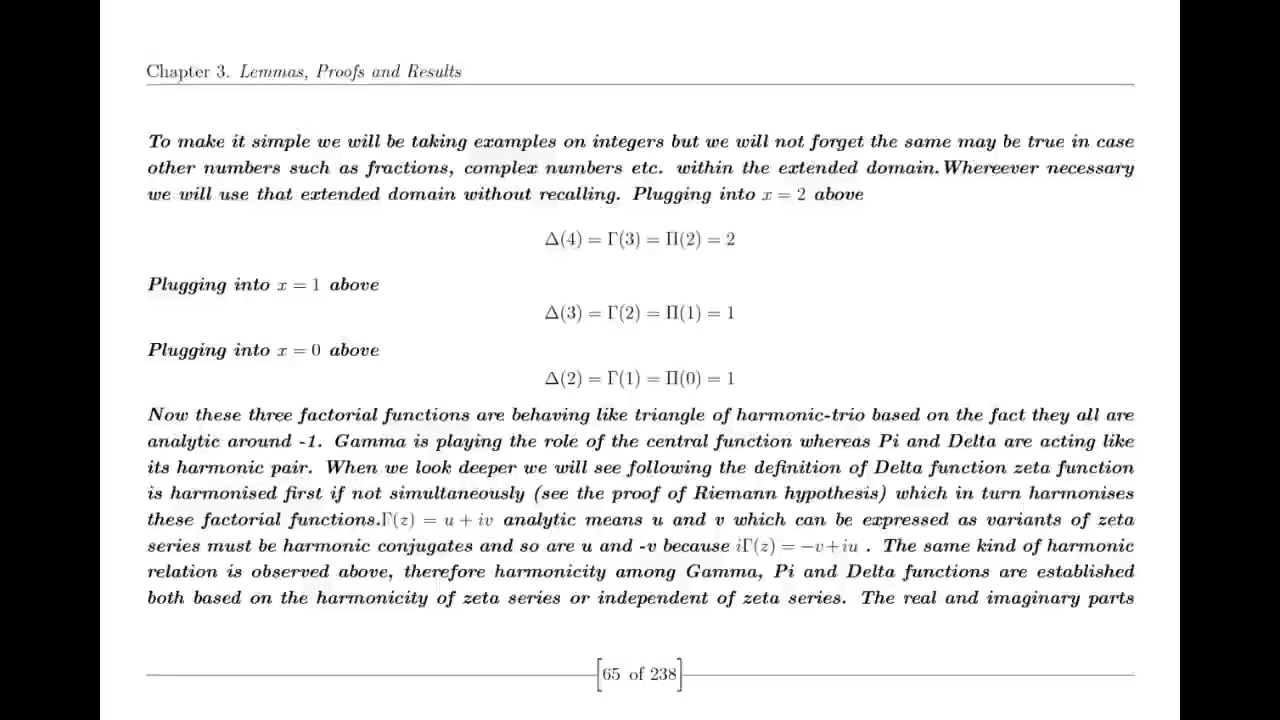 Chapter 3. Lemmas, Proofs and Results
To make it simple we will be taking examples on integers but we will not forget the same may be true in case
other numbers such as fractions, complex numbers etc. within the extended domain.Whereever necessary
we will use that extended domain without recalling. Plugging into x = 2 above
Δ(4) = Γ(3) = Π(2) = 2
Plugging into x = 1 above
Δ(3) = Γ(2) = Π(1) = 1
Plugging into x = 0 above
Δ(2) = Γ(1) = Π(0) = 1
Now these three factorial functions are behaving like triangle of harmonic-trio based on the fact they all are
analytic around -1. Gamma is playing the role of the central function whereas Pi and Delta are acting like
its harmonic pair. When we look deeper we will see following the definition of Delta function zeta function
is harmonised first if not simultaneously (see the proof of Riemann hypothesis) which in turn harmonises
these factorial functions.Γ(z) = u + iv analytic means u and v which can be expressed as variants of zeta
series must be harmonic conjugates and so are u and -v because iΓ(z) = −v+iu . The same kind of harmonic
relation is observed above, therefore harmonicity among Gamma, Pi and Delta functions are established
both based on the harmonicity of zeta series or independent of zeta series. The real and imaginary parts
[65 of 238]